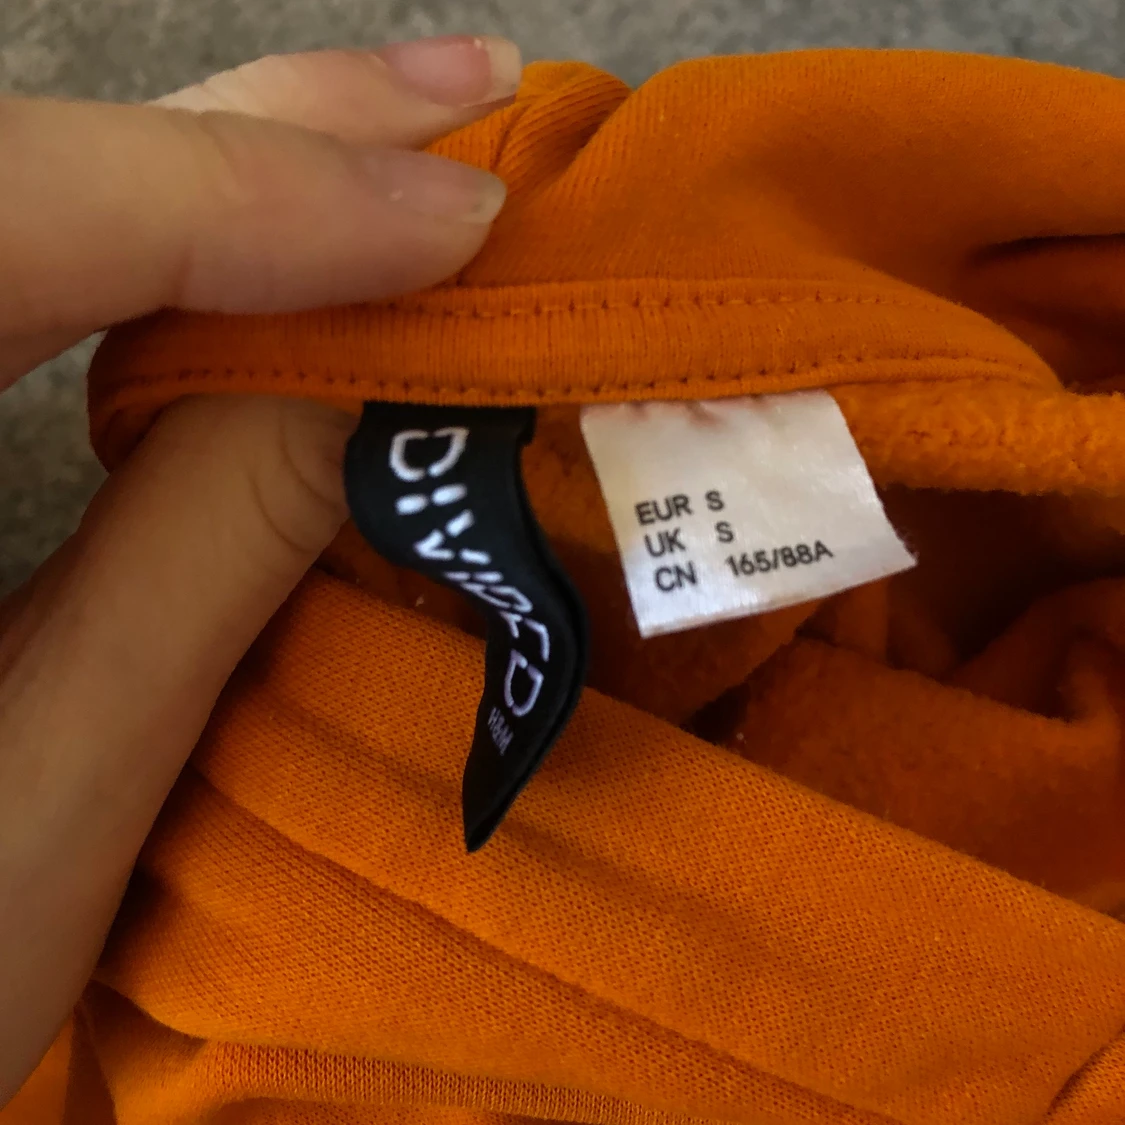 DIVIDED
H&M
EUR S
UK S
CN 165/88A